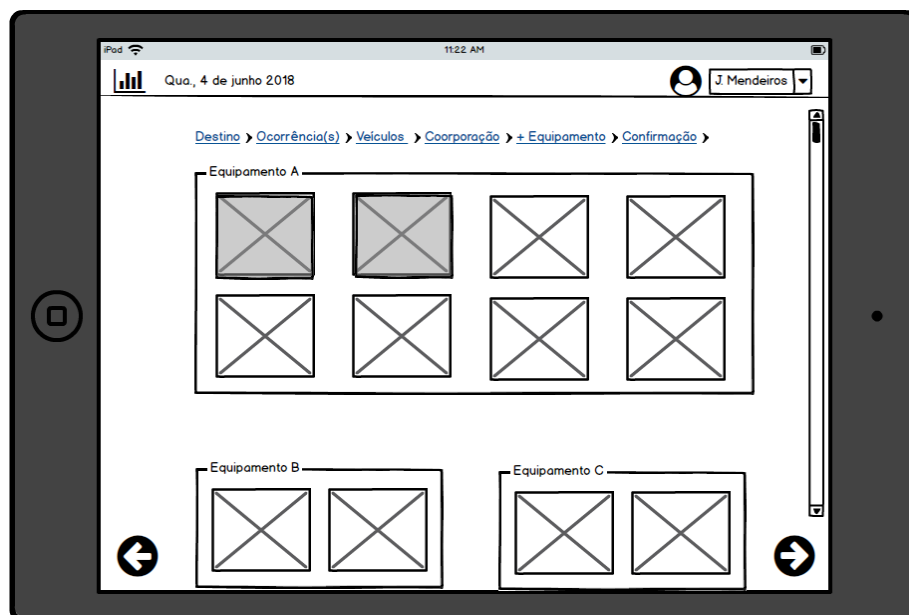 iPad 11:22 AM
Qua., 4 de junho 2018 J. Mendeiros
Destino Ocorrência(s) Veículos Coorporação + Equipamento Confirmação
Equipamento A
Equipamento B Equipamento C